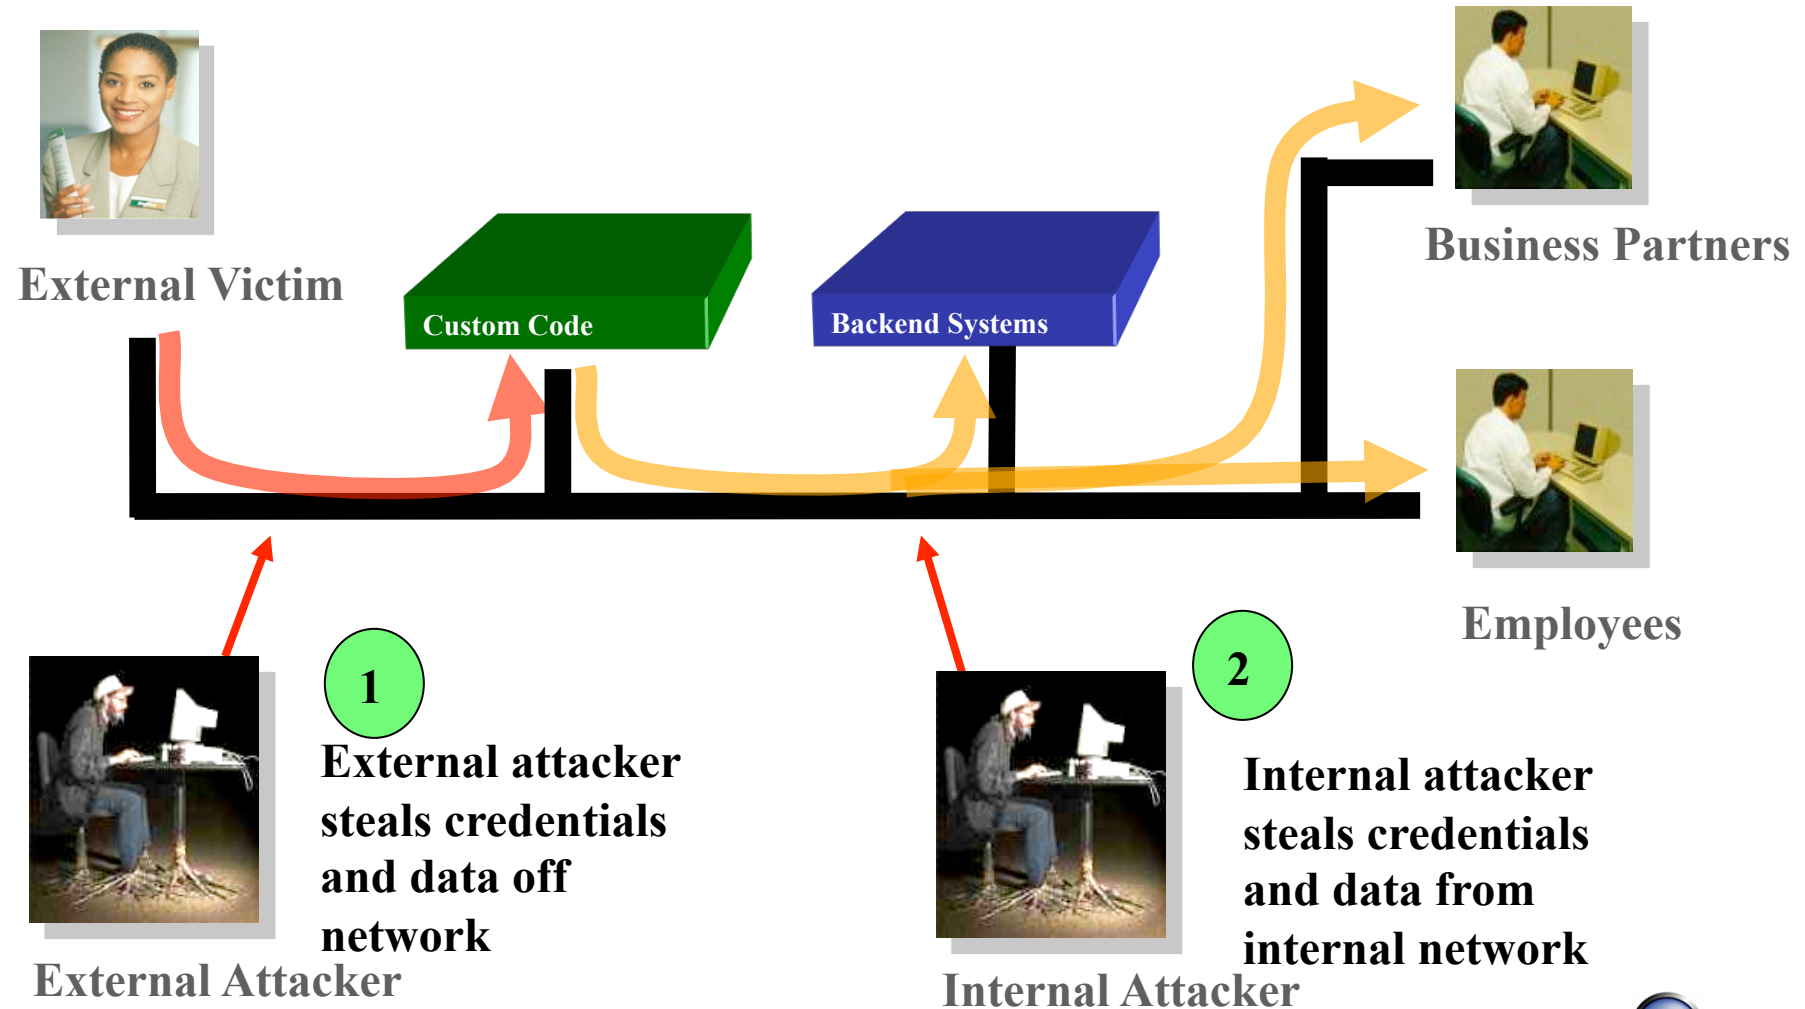 External Victim
Custom Code
Backend Systems
Business Partners
Employees
1
External attacker
steals credentials
and data off
network
External Attacker
2
Internal attacker
steals credentials
and data from
internal network
Internal Attacker